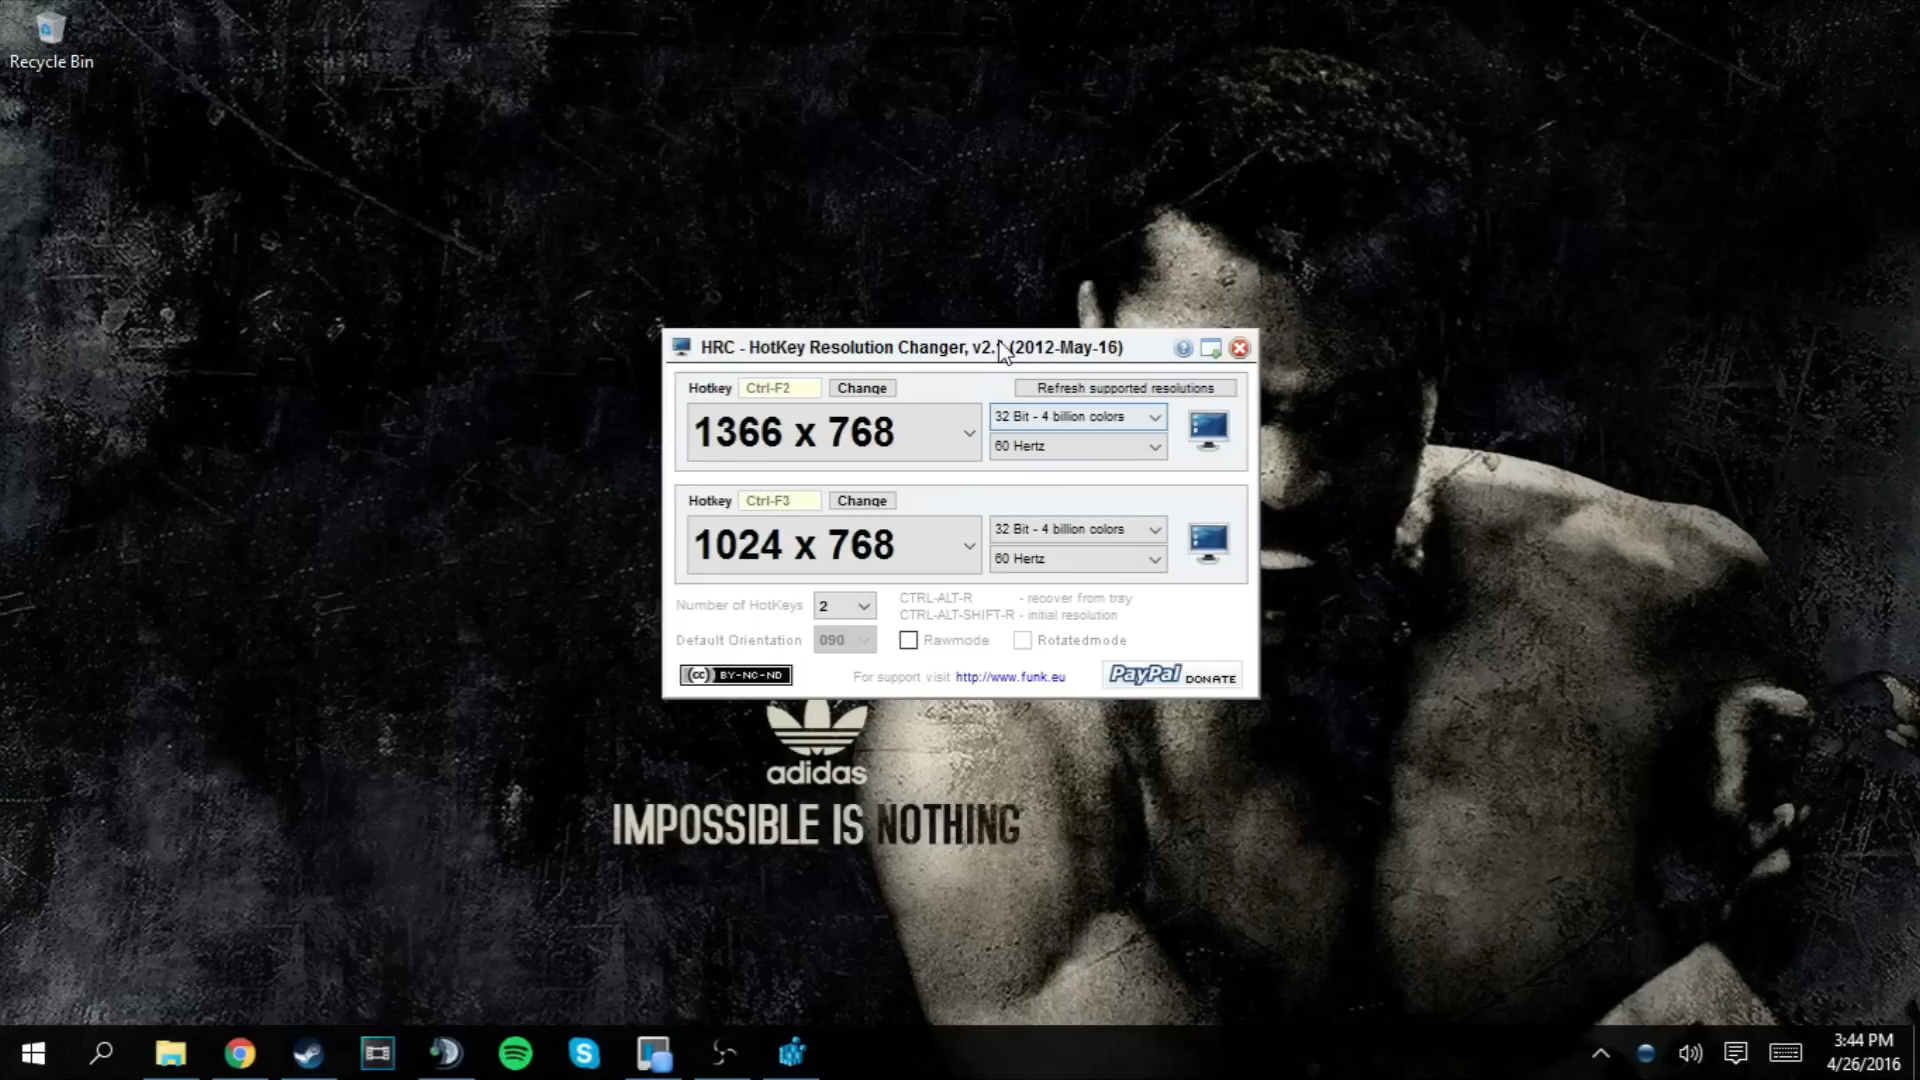 Recycle Bin
HRC - HotKey Resolution Changer, v2. (2012-May-16)
Hotkey Ctrl-F2 Change Refresh supported resolutions
1366 x 768
32 Bit - 4 billion colors
60 Hertz
Hotkey Ctrl-F3 Change
1024 x 768
32 Bit - 4 billion colors
60 Hertz
Number of HotKeys 2
CTRL-ALT-R - recover from tray
CTRL-ALT-SHIFT-R - initial resolution
Default Orientation 090 Rawmode Rotatedmode
(cc) BY-NC-ND For support visit http://www.funk.eu PayPal DONATE
adidas
IMPOSSIBLE IS NOTHING
3:44 PM
4/26/2016